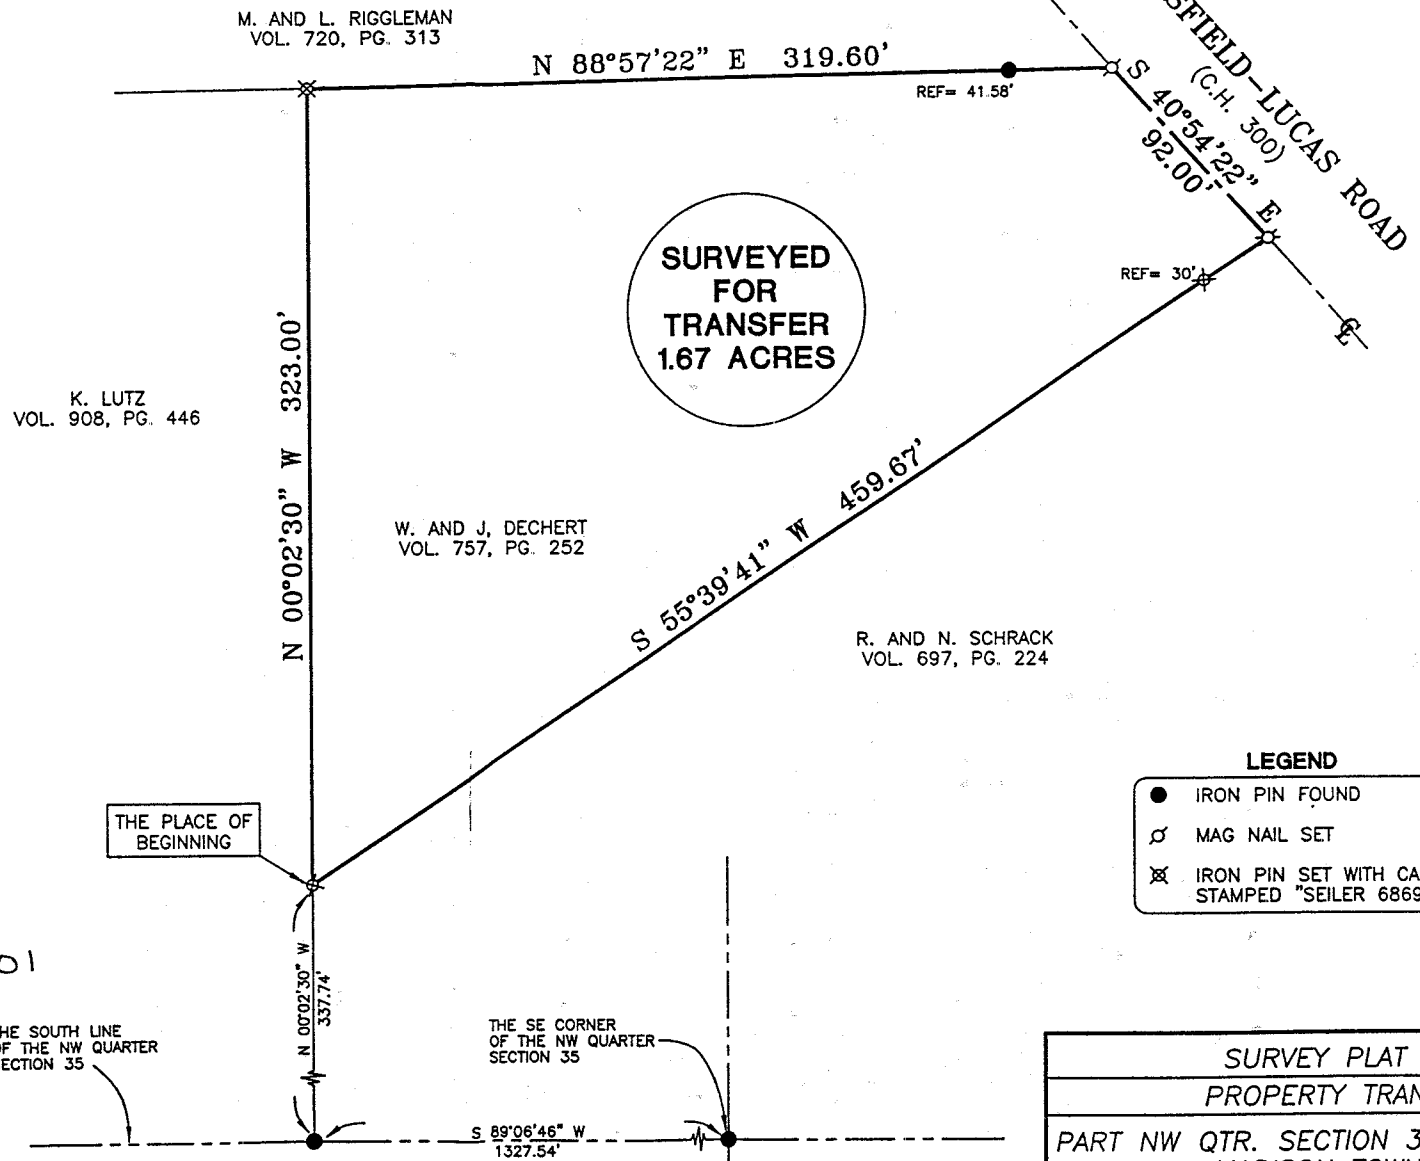 M. AND L. RIGGLEMAN
VOL. 720, PG. 313
N 88°57'22" E 319.60'
REF= 41.58'
SFIELD-LUCAS ROAD
(C.H. 300)
S 40°54'22" E
92.00'
REF= 30'
SURVEYED
FOR
TRANSFER
1.67 ACRES
N 00°02'30" W 323.00'
K. LUTZ
VOL. 908, PG. 446
W. AND J, DECHERT
VOL. 757, PG. 252
S 55°39'41" W 459.67'
R. AND N. SCHRACK
VOL. 697, PG. 224
THE PLACE OF
BEGINNING
LEGEND
IRON PIN FOUND
MAG NAIL SET
IRON PIN SET WITH CA
STAMPED "SEILER 6869
01
N 00°02'30" W
337.74'
HE SOUTH LINE
OF THE NW QUARTER
SECTION 35
THE SE CORNER
OF THE NW QUARTER
SECTION 35
S 89°06'46" W
1327.54'
SURVEY PLAT
PROPERTY TRAN
PART NW QTR. SECTION 3